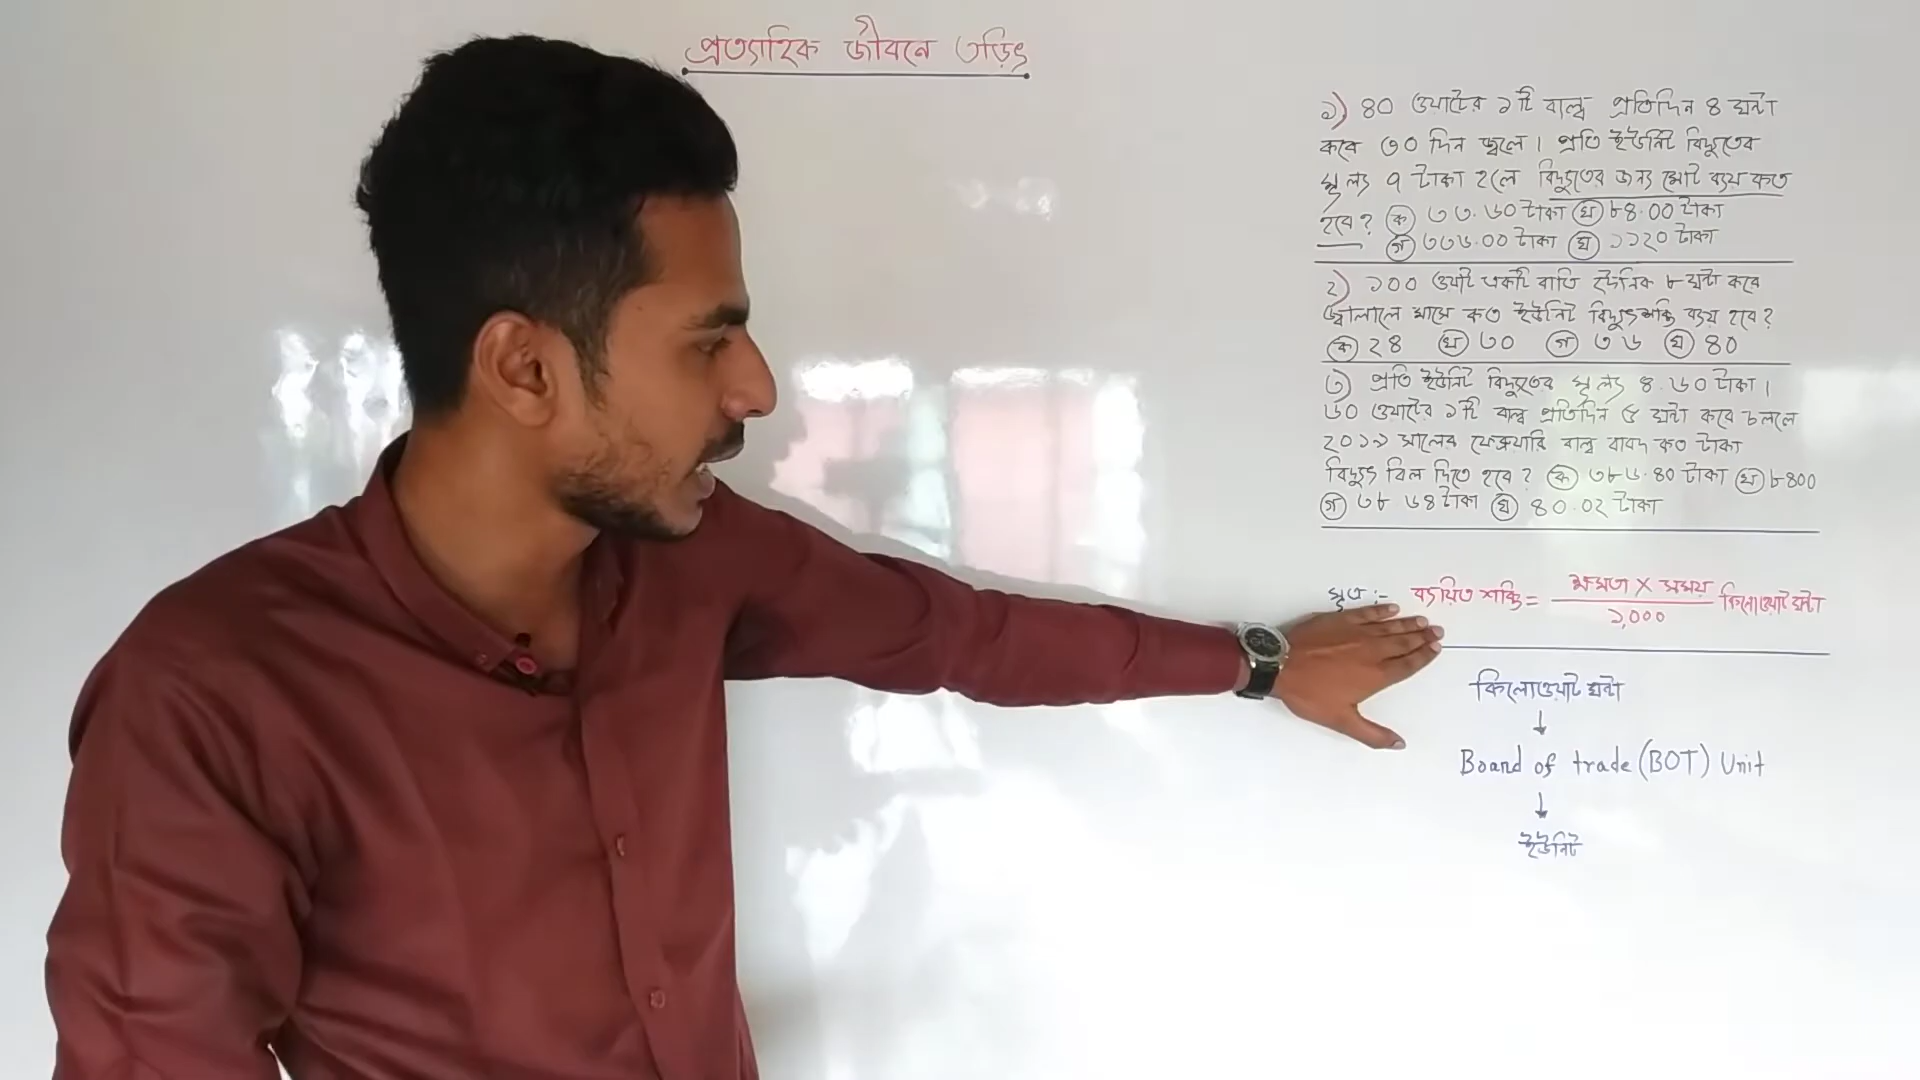 প্রত্যাহিক জীবনে তড়িৎ
১) ৪০ ওয়াটের ১টি বাল্ব প্রতিদিন ৪ ঘন্টা
করে ৩০ দিন জ্বলে। প্রতি ইউনিট বিদ্যুতের
মূল্য ৭ টাকা হলে বিদ্যুতের জন্য মোট ব্যয় কত
হবে? (ক) ৩৩.৬০ টাকা (খ) ৮৪.০০ টাকা
(গ) ৩৩৬.০০ টাকা (ঘ) ১১২০ টাকা
২) ১০০ ওয়াট একটি বাতি দৈনিক ৮ ঘন্টা করে
জ্বালালে মাসে কত ইউনিট বিদ্যুৎশক্তি ব্যয় হবে?
(ক) ২৪ (খ) ৩০ (গ) ৩৬ (ঘ) ৪০
৩) প্রতি ইউনিট বিদ্যুতের মূল্য ৪.৬০ টাকা।
৬০ ওয়াটের ১টি বাল্ব প্রতিদিন ৫ ঘন্টা করে চললে
২০১৯ সালের ফেব্রুয়ারি বাল্ব বাবদ কত টাকা
বিদ্যুৎ বিল দিতে হবে? (ক) ৩৮৬.৪০ টাকা (খ) ৮৪০০
(গ) ৩৮ ৬৪ টাকা (ঘ) ৪০.০২ টাকা
সূত্র :- ব্যয়িত শক্তি = ক্ষমতা × সময় / ১,০০০ কিলোওয়াট ঘন্টা
কিলোওয়াট ঘন্টা
↓
Board of trade (BOT) Unit
↓
ইউনিট